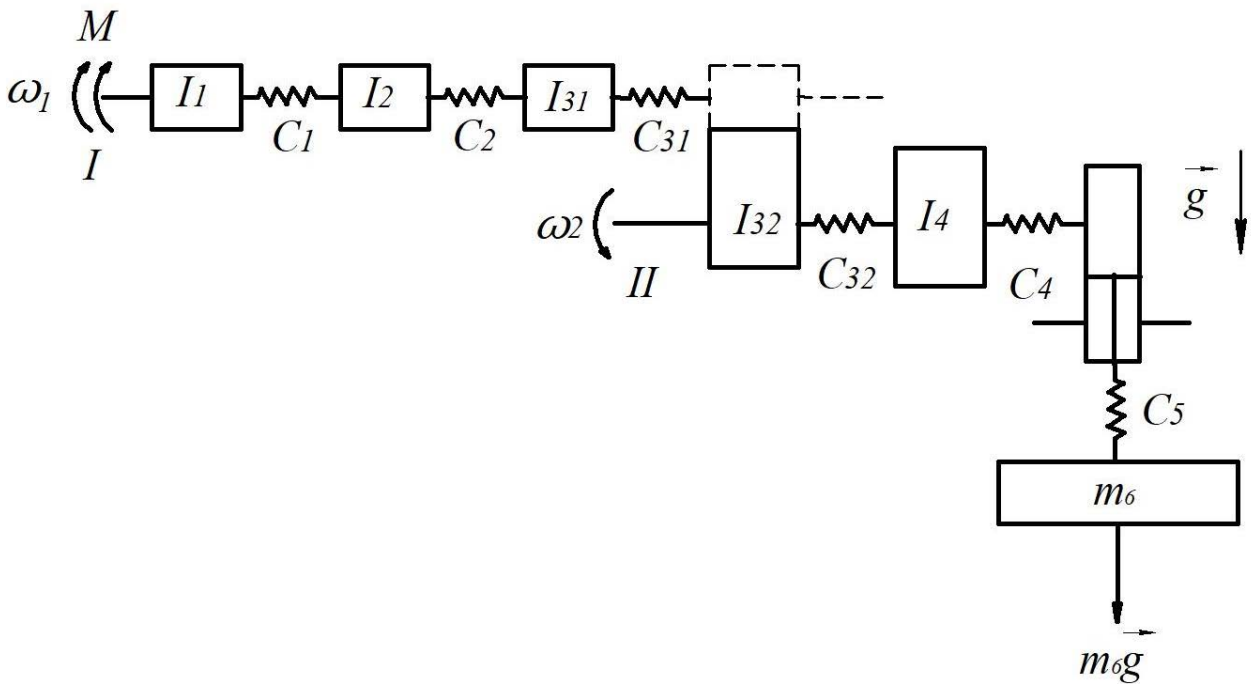 M
ω1 I1 I2 I31
C1 C2 C31
I
g
ω2 I32 I4
II C32 C4
C5
m6
m6g